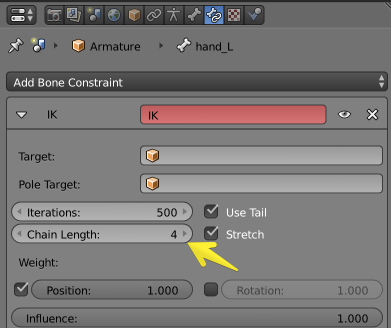 Armature hand_L
Add Bone Constraint
IK IK
Target:
Pole Target:
Iterations: 500 Use Tail
Chain Length: 4 Stretch
Weight:
Position: 1.000 Rotation: 1.000
Influence: 1.000